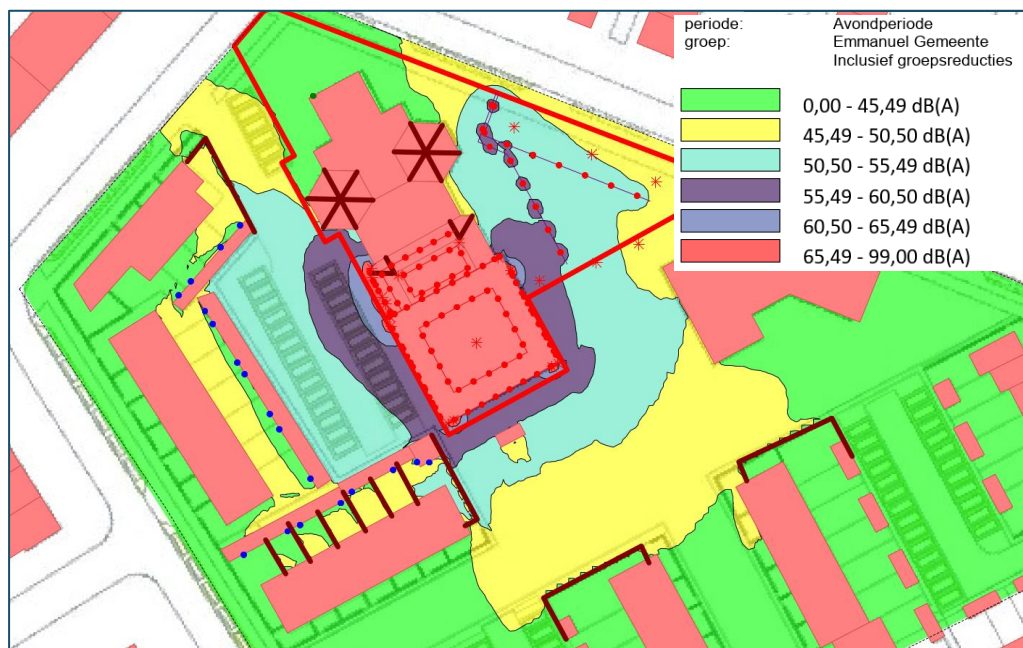 periode: Avondperiode
groep: Emmanuel Gemeente
Inclusief groepsreducties
0,00 - 45,49 dB(A)
45,49 - 50,50 dB(A)
50,50 - 55,49 dB(A)
55,49 - 60,50 dB(A)
60,50 - 65,49 dB(A)
65,49 - 99,00 dB(A)